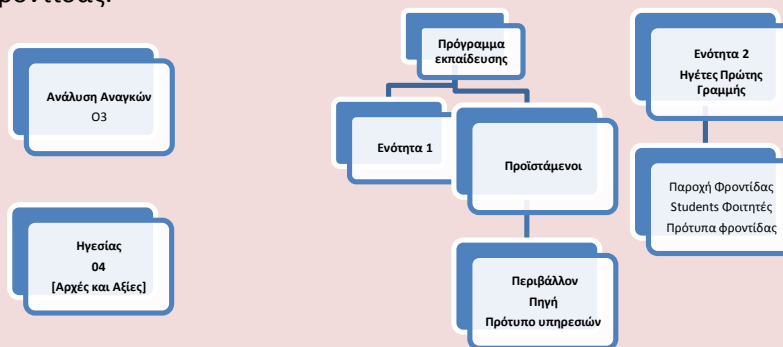 Ανάλυση Αναγκών
Ο3
Ηγεσίας
04
[Αρχές και Αξίες]
Πρόγραμμα
εκπαίδευσης
Ενότητα 1
Προϊστάμενοι
Περιβάλλον
Πηγή
Πρότυπο υπηρεσιών
Ενότητα 2
Ηγέτες Πρώτης
Γραμμής
Παροχή Φροντίδας
Students Φοιτητές
Πρότυπα φροντίδας